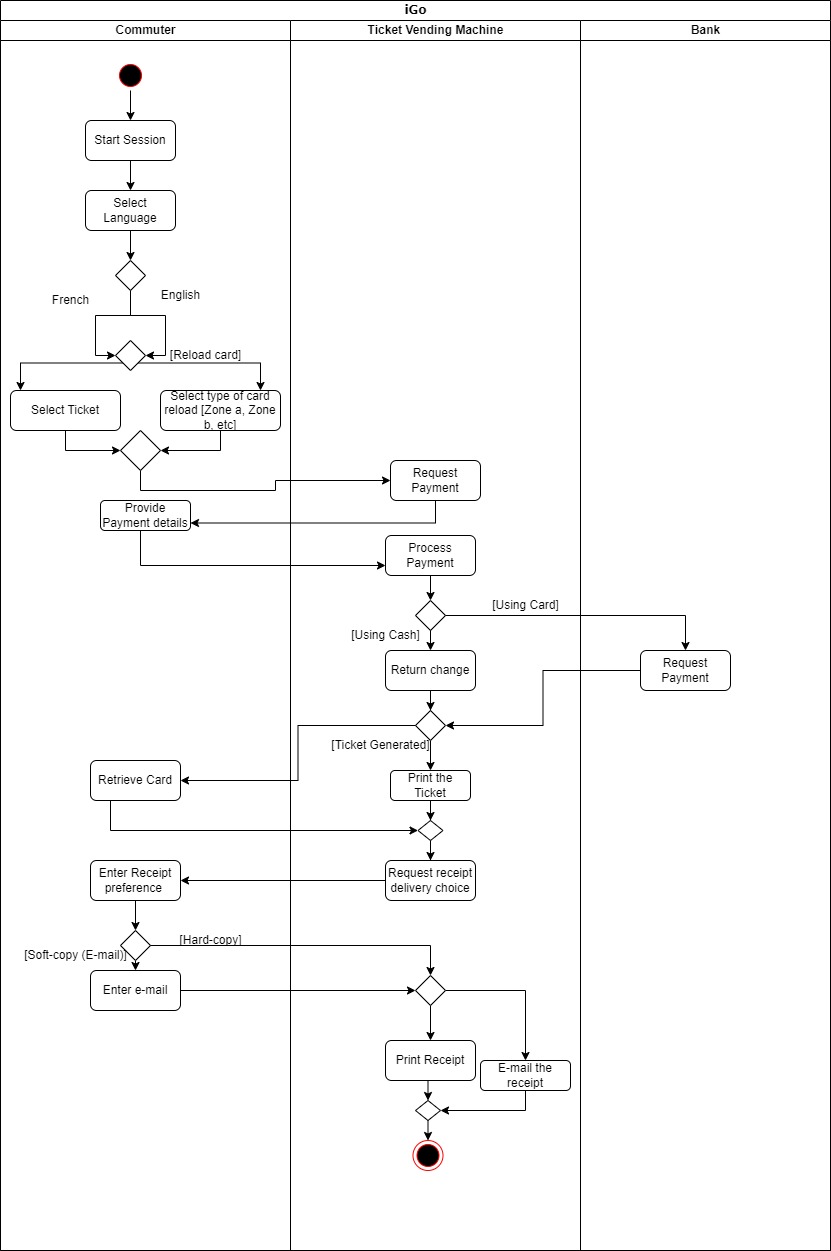 iGo
Commuter
Ticket Vending Machine
Bank
Start Session
Select
Language
French
English
[Reload card]
Select Ticket
Select type of card
reload [Zone a, Zone
b, etc]
Request
Payment
Provide
Payment details
Process
Payment
[Using Card]
[Using Cash]
Return change
Request
Payment
[Ticket Generated]
Retrieve Card
Print the
Ticket
Enter Receipt
preference
Request receipt
delivery choice
[Hard-copy]
[Soft-copy (E-mail)]
Enter e-mail
Print Receipt
E-mail the
receipt